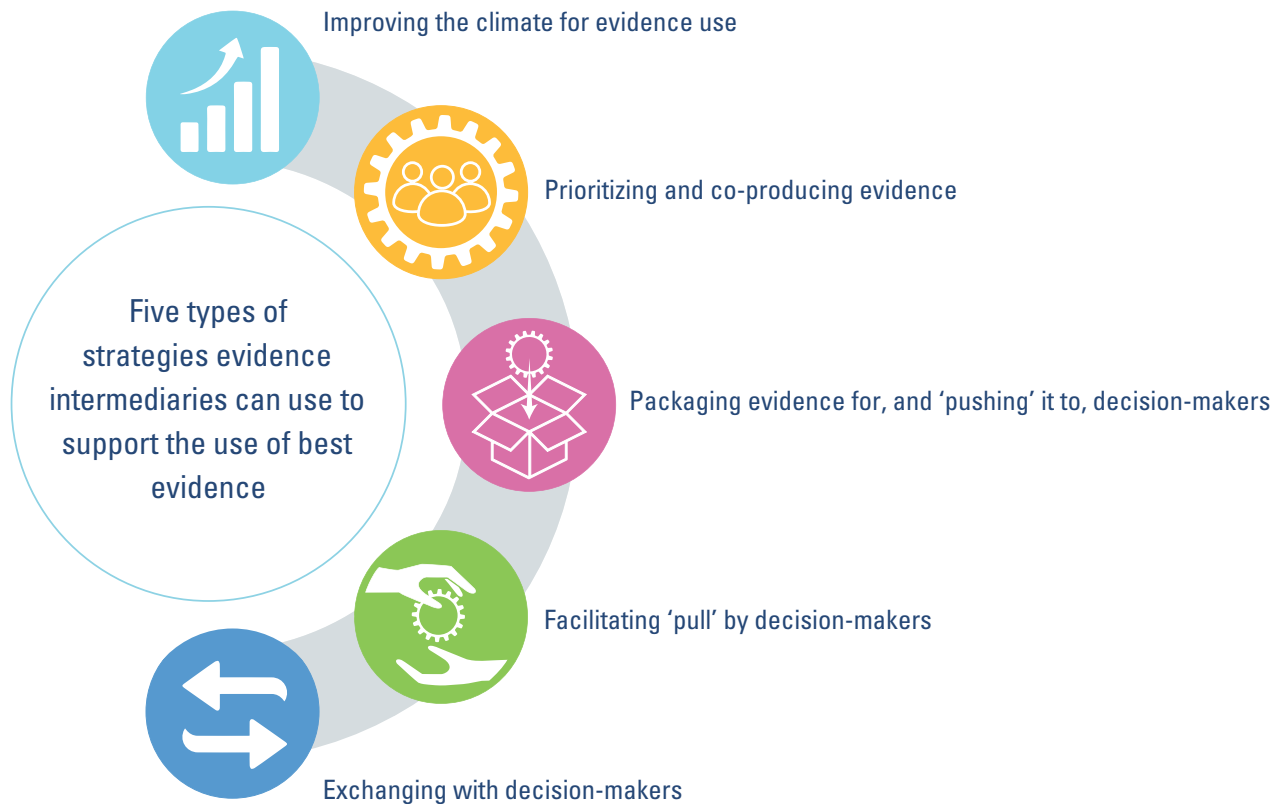 Improving the climate for evidence use
Prioritizing and co-producing evidence
Five types of
strategies evidence
intermediaries can use to
support the use of best
evidence
Packaging evidence for, and ‘pushing’ it to, decision-makers
Facilitating ‘pull’ by decision-makers
Exchanging with decision-makers